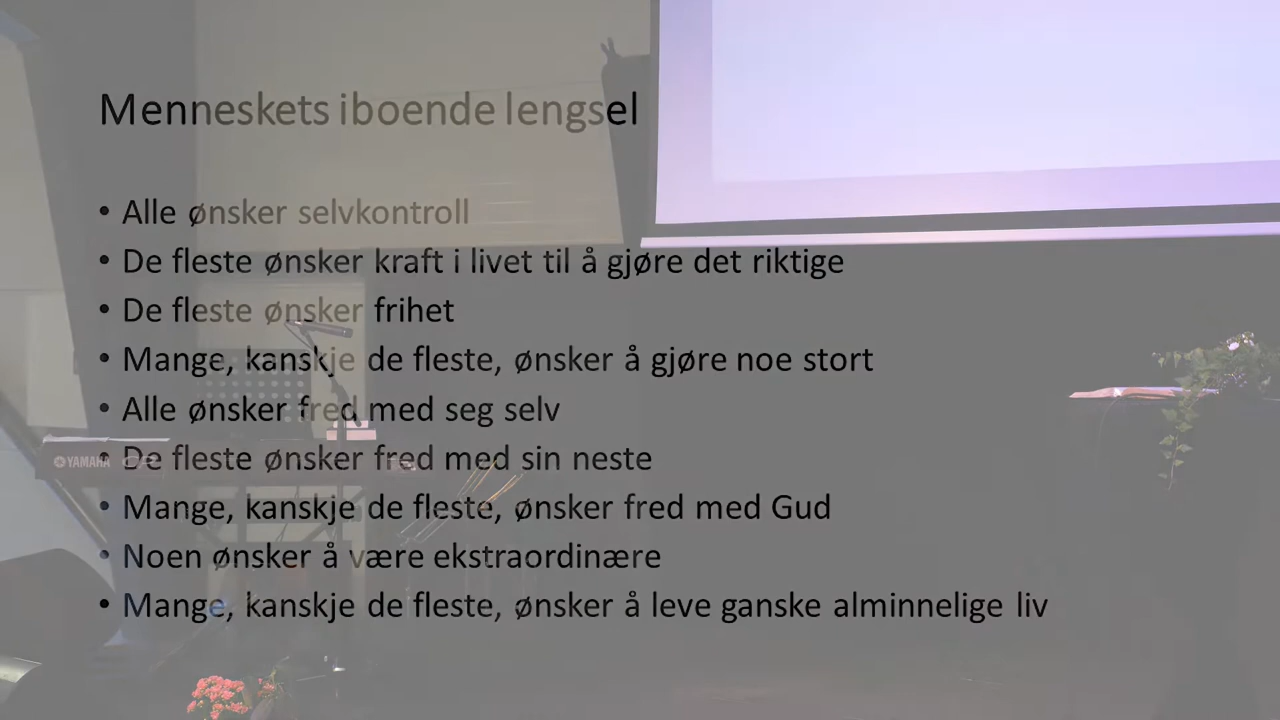 Menneskets iboende lengsel
• Alle ønsker selvkontroll
• De fleste ønsker kraft i livet til å gjøre det riktige
• De fleste ønsker frihet
• Mange, kanskje de fleste, ønsker å gjøre noe stort
• Alle ønsker fred med seg selv
• De fleste ønsker fred med sin neste
• Mange, kanskje de fleste, ønsker fred med Gud
• Noen ønsker å være ekstraordinære
• Mange, kanskje de fleste, ønsker å leve ganske alminnelige liv
YAMAHA CP